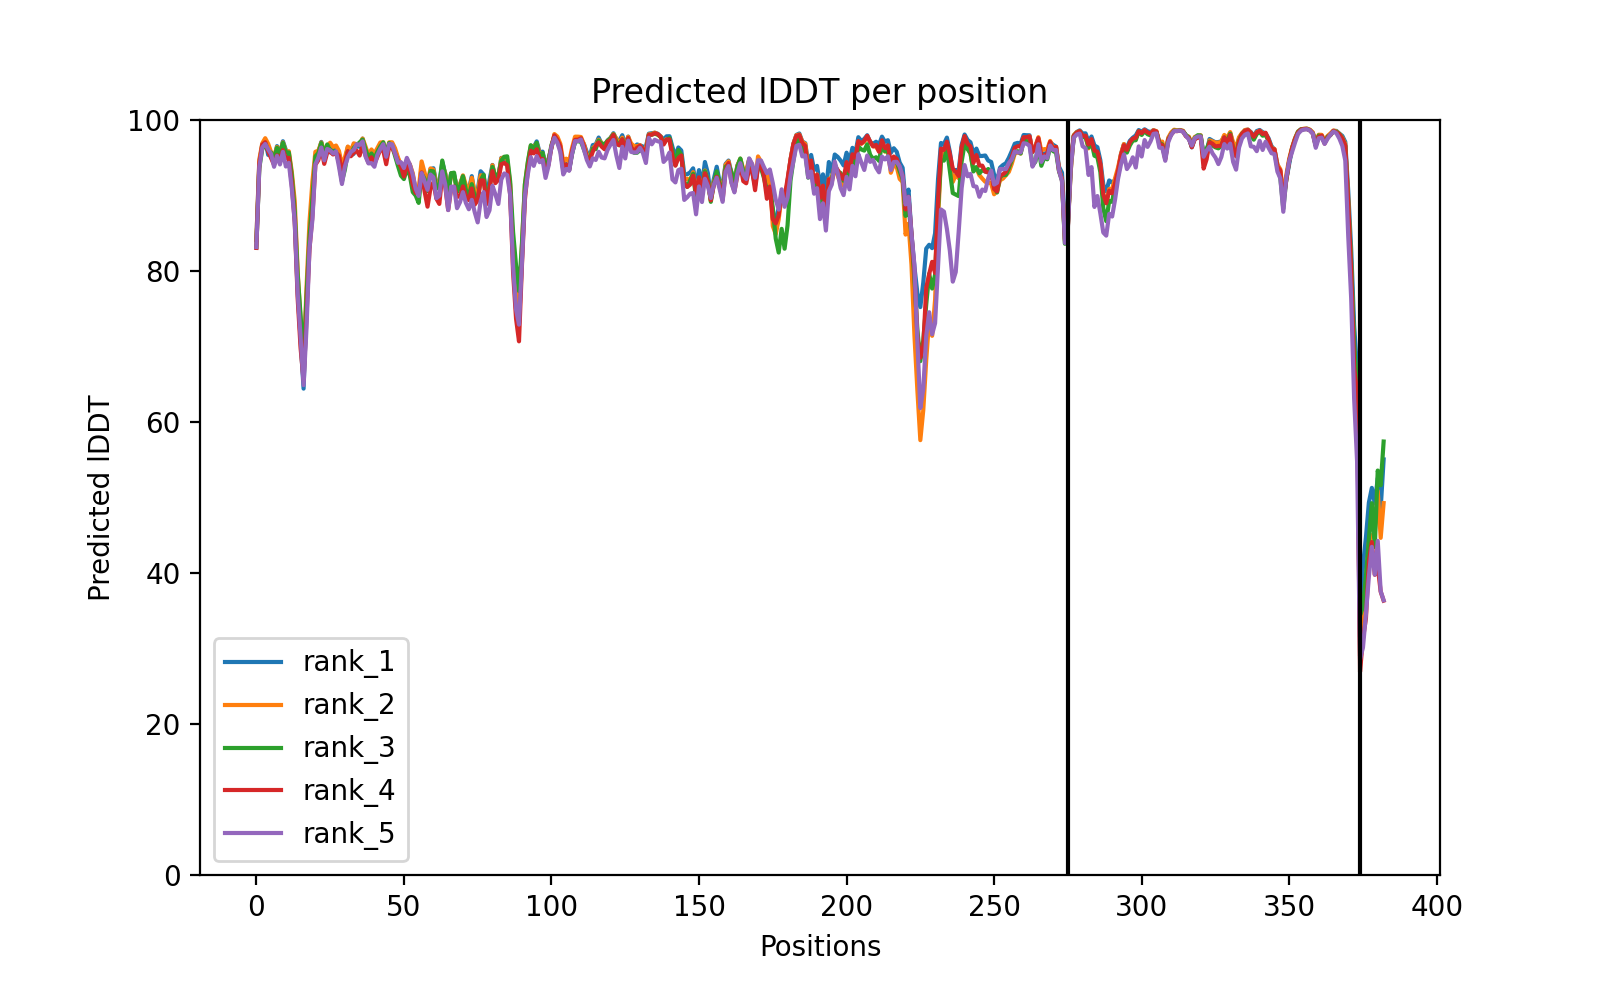 Predicted lDDT per position
100
80
60
40
20
0
Predicted lDDT
rank_1
rank_2
rank_3
rank_4
rank_5
0 50 100 150 200 250 300 350 400
Positions